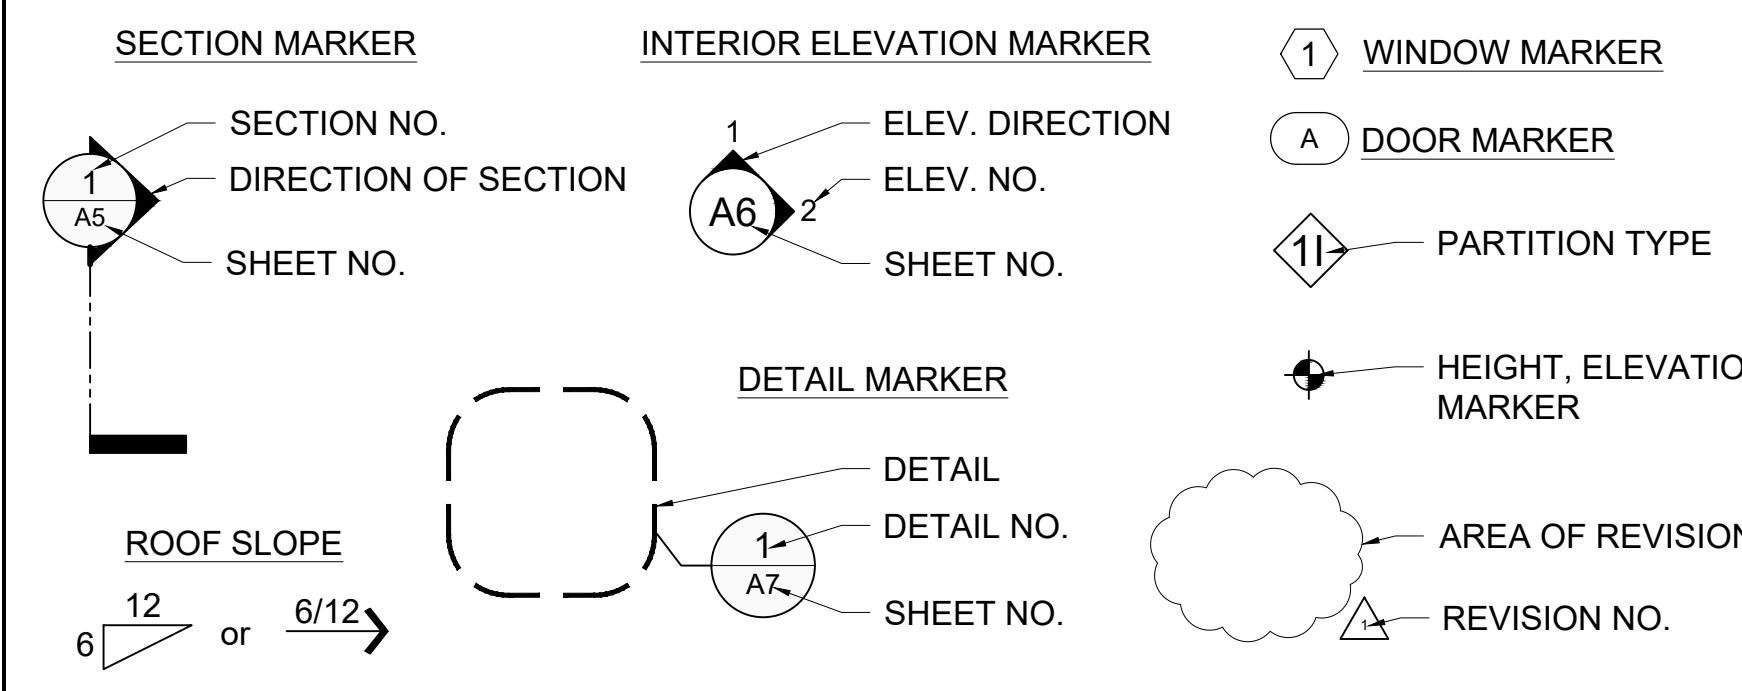 SECTION MARKER
SECTION NO.
DIRECTION OF SECTION
1
A5
SHEET NO.
INTERIOR ELEVATION MARKER
1
ELEV. DIRECTION
ELEV. NO.
A6
2
SHEET NO.
1 WINDOW MARKER
A DOOR MARKER
1I PARTITION TYPE
HEIGHT, ELEVATIO
MARKER
DETAIL MARKER
DETAIL
1
DETAIL NO.
A7
SHEET NO.
AREA OF REVISION
1 REVISION NO.
ROOF SLOPE
12
6
or
6/12